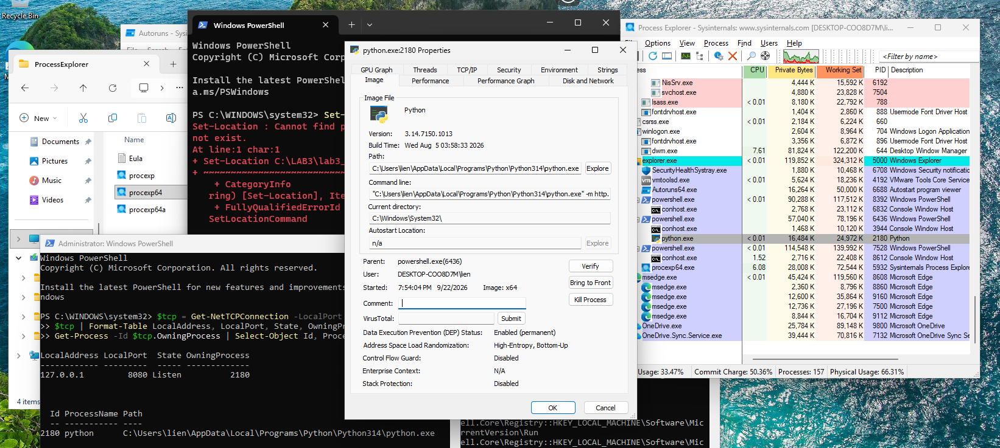 Recycle Bin
Autoruns - Sysi
ProcessExplorer
New
Documents
Pictures
Music
Videos
Name
Eula
procexp
procexp64
procexp64a
4 items
Windows PowerShell
Windows PowerShell
Copyright (C) Microsoft Corp
Install the latest PowerShel
a.ms/PSWindows
PS C:\WINDOWS\system32> Set-
Set-Location : Cannot find p
not exist.
At line:1 char:1
+ Set-Location C:\LAB3\lab3_
+ ~~~~~~~~~~~~~~~~~~~~~~~~~~
+ CategoryInfo
ring) [Set-Location], Ite
+ FullyQualifiedErrorId
SetLocationCommand
Administrator: Windows PowerShell
Windows PowerShell
Copyright (C) Microsoft Corporation. All rights reserved.
Install the latest PowerShell for new features and improvements
ndows
PS C:\WINDOWS\system32> $tcp = Get-NetTCPConnection -LocalPort
>> $tcp | Format-Table LocalAddress, LocalPort, State, OwningPr
>> Get-Process -Id $tcp.OwningProcess | Select-Object Id, Proce
LocalAddress LocalPort  State OwningProcess
------------ ---------  ----- -------------
127.0.0.1         8080 Listen          2180
Id ProcessName Path
-- ----------- ----
2180 python      C:\Users\lien\AppData\Local\Programs\Python\Python314\python.exe
ell.Core\Registry::HKEY_LOCAL_MACHINE\Software\Mic
rrentVersion\Run
ell.Core\Registry::HKEY_LOCAL_MACHINE\Software\Mic
python.exe:2180 Properties
GPU Graph Threads TCP/IP Security Environment Strings
Image Performance Performance Graph Disk and Network
Image File
Python
Version: 3.14.7150.1013
Build Time: Wed Aug 5 03:58:33 2026
Path:
C:\Users\lien\AppData\Local\Programs\Python\Python314\python.exe Explore
Command line:
"C:\Users\lien\AppData\Local\Programs\Python\Python314\python.exe" -m http.
Current directory:
C:\Windows\System32\
Autostart Location:
n/a Explore
Parent: powershell.exe(6436) Verify
User: DESKTOP-COO8D7M\lien Bring to Front
Started: 7:54:04 PM 9/22/2026 Image: x64
Kill Process
Comment:
VirusTotal: Submit
Data Execution Prevention (DEP) Status: Enabled (permanent)
Address Space Load Randomization: High-Entropy, Bottom-Up
Control Flow Guard: Disabled
Enterprise Context: N/A
Stack Protection: Disabled
OK Cancel
Process Explorer - Sysinternals: www.sysinternals.com [DESKTOP-COO8D7M\li...
Options View Process Find Users Help
<Filter by name>
ess CPU Private Bytes Working Set PID Description
NisSrv.exe 4,444 K 15,592 K 6192
svchost.exe 4,880 K 23,828 K 7504
lsass.exe < 0.01 8,180 K 22,792 K 788
fontdrvhost.exe 1,404 K 2,860 K 888 Usermode Font Driver Host
csrss.exe < 0.01 2,184 K 6,224 K 660
winlogon.exe 2,604 K 8,964 K 704 Windows Logon Application
fontdrvhost.exe 3,356 K 6,872 K 896 Usermode Font Driver Host
dwm.exe 7.61 81,824 K 122,200 K 644 Desktop Window Manager
explorer.exe < 0.01 119,852 K 324,312 K 5000 Windows Explorer
SecurityHealthSystray.exe 1,880 K 10,468 K 6708 Windows Security notificatio
vmtoolsd.exe < 0.01 5,624 K 18,236 K 4192 VMware Tools Core Service
Autoruns64.exe 16,264 K 50,000 K 6688 Autostart program viewer
powershell.exe < 0.01 90,288 K 117,512 K 8392 Windows PowerShell
conhost.exe 2,768 K 23,112 K 6832 Console Window Host
powershell.exe 57,040 K 78,196 K 6436 Windows PowerShell
conhost.exe 1,468 K 10,120 K 3944 Console Window Host
python.exe < 0.01 16,484 K 24,972 K 2180 Python
powershell.exe < 0.01 114,548 K 139,992 K 7528 Windows PowerShell
conhost.exe 1.52 2,716 K 22,408 K 8612 Console Window Host
procexp64.exe 6.08 28,008 K 72,544 K 5932 Sysinternals Process Explore
msedge.exe < 0.01 45,424 K 119,560 K 8608 Microsoft Edge
msedge.exe 2,360 K 8,796 K 8860 Microsoft Edge
msedge.exe 12,600 K 35,864 K 9160 Microsoft Edge
msedge.exe 12,736 K 27,196 K 7500 Microsoft Edge
msedge.exe 8,844 K 16,704 K 9112 Microsoft Edge
OneDrive.exe 25,784 K 89,148 K 9800 Microsoft OneDrive
OneDrive.Sync.Service.exe 39,444 K 70,816 K 7132 Microsoft OneDrive Sync Se
Usage: 33.47% Commit Charge: 50.36% Processes: 157 Physical Usage: 66.31%